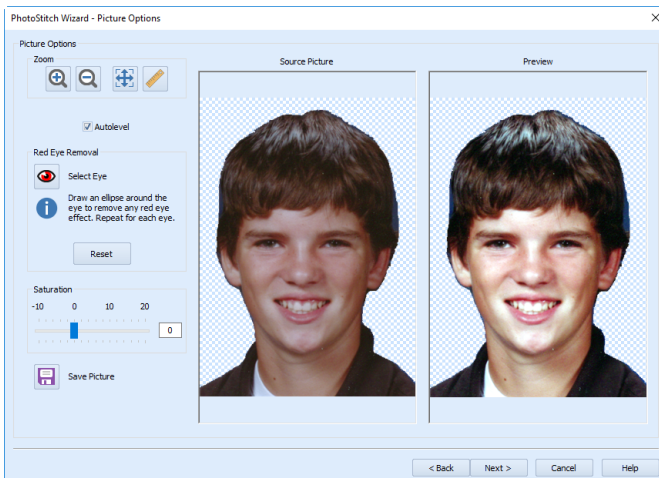 PhotoStitch Wizard - Picture Options
Picture Options
Zoom
Source Picture
Preview
Autolevel
Red Eye Removal
Select Eye
Draw an ellipse around the
eye to remove any red eye
effect. Repeat for each eye.
Reset
Saturation
-10 0 10 20
0
Save Picture
< Back Next > Cancel Help